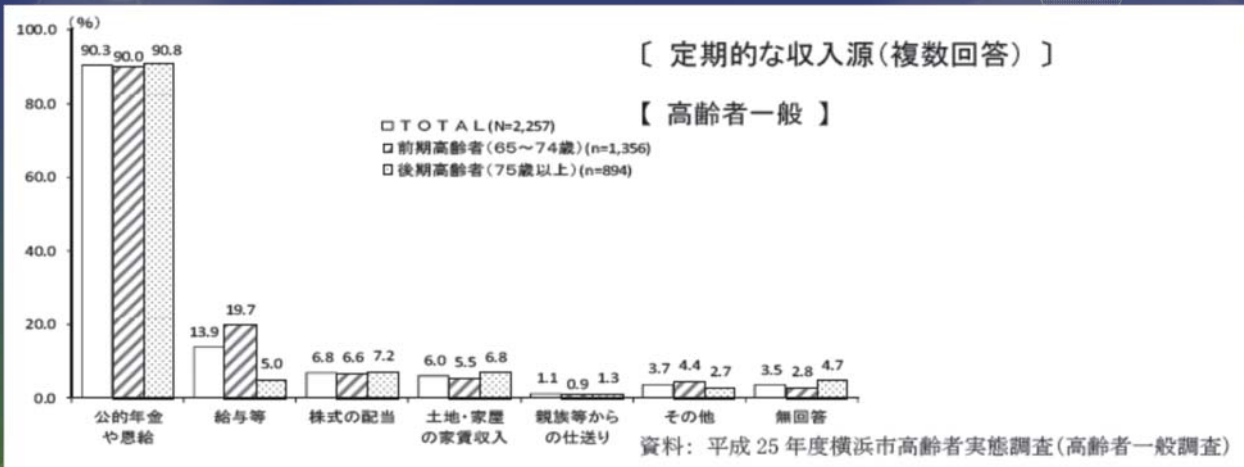 (%)
100.0
80.0
60.0
40.0
20.0
0.0
90.3 90.0 90.8
13.9 19.7 5.0
6.8 6.6 7.2
6.0 5.5 6.8
1.1 0.9 1.3
3.7 4.4 2.7
3.5 2.8 4.7
〔 定期的な収入源(複数回答) 〕
【 高齢者一般 】
□TOTAL(N=2,257)
前期高齢者(65〜74歳)(n=1,356)
後期高齢者(75歳以上)(n=894)
公的年金
や恩給
給与等
株式の配当
土地・家屋
の家賃収入
親族等から
の仕送り
その他
無回答
資料: 平成25年度横浜市高齢者実態調査(高齢者一般調査)